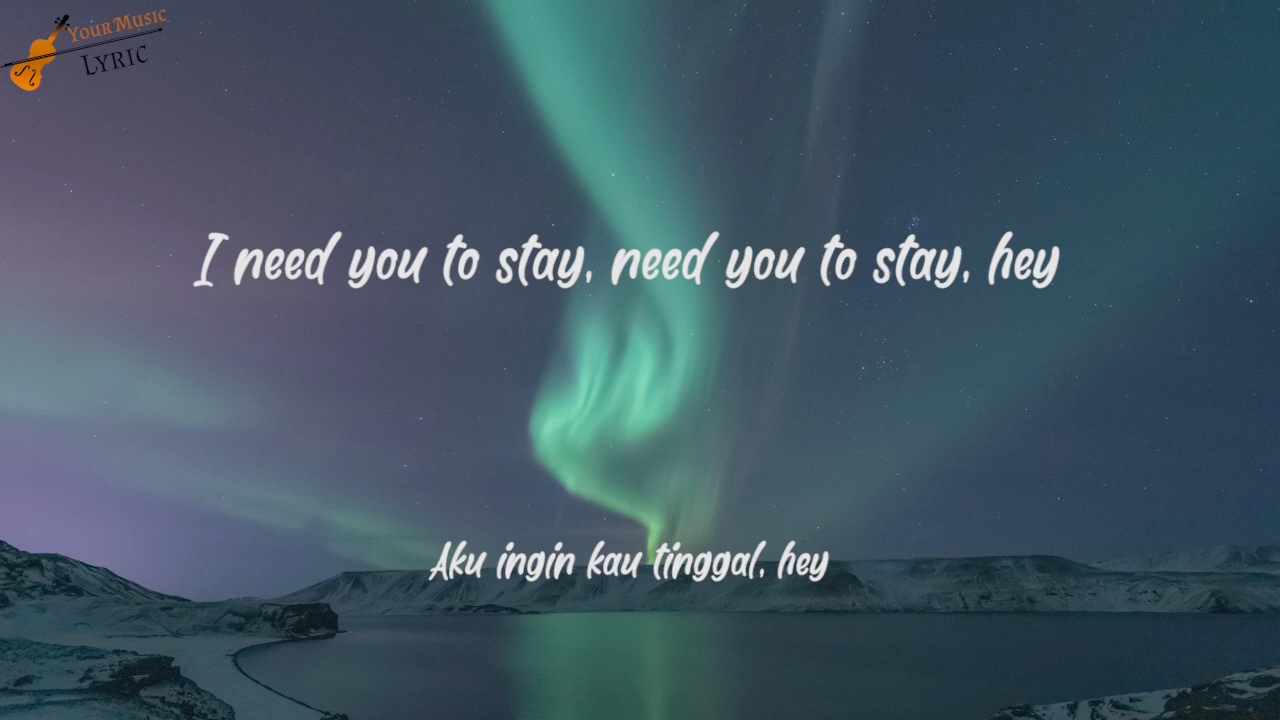 YourMusic
Lyric
I need you to stay, need you to stay, hey
Aku ingin kau tinggal, hey